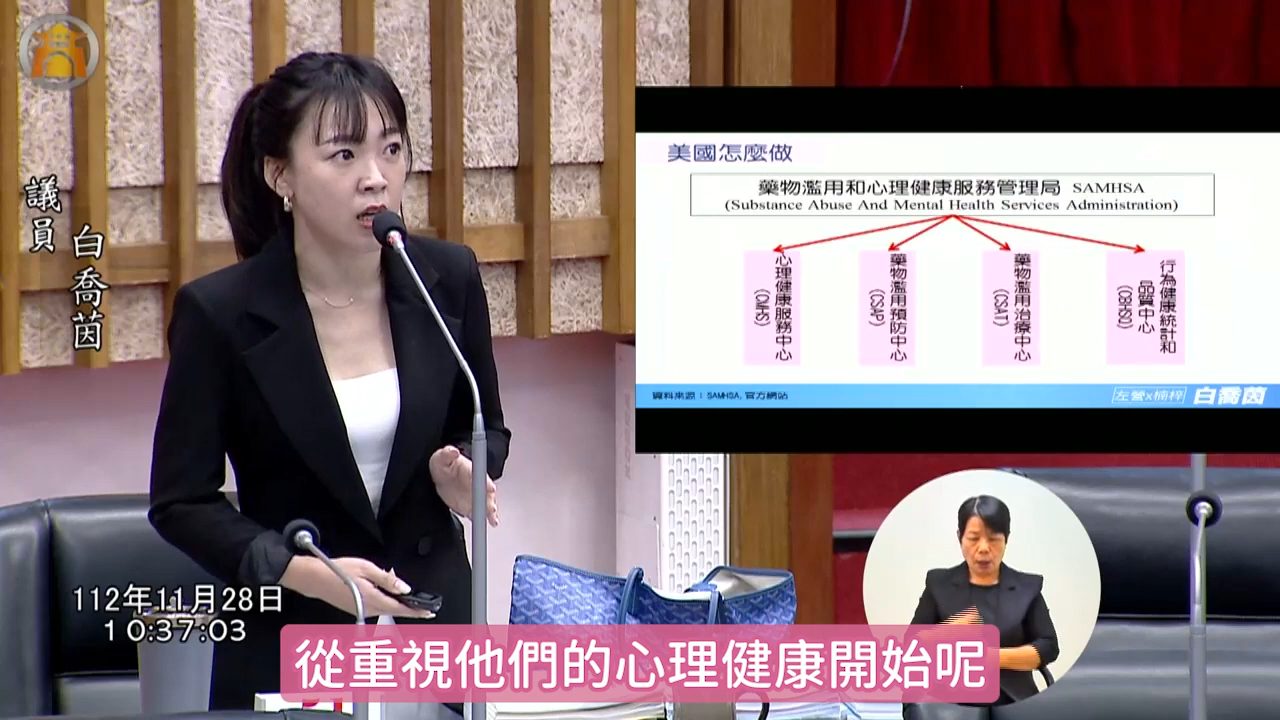 議員
白喬茵
美國怎麼做
藥物濫用和心理健康服務管理局 SAMHSA
(Substance Abuse And Mental Health Services Administration)
心理健康服務中心
(CMHS)
藥物濫用預防中心
(CSAP)
藥物濫用治療中心
(CSAT)
行為健康統計和
品質中心
(CBHSQ)
資料來源：SAMHSA, 官方網站
左營x楠梓 白喬茵
112年11月28日
10:37:03
從重視他們的心理健康開始呢